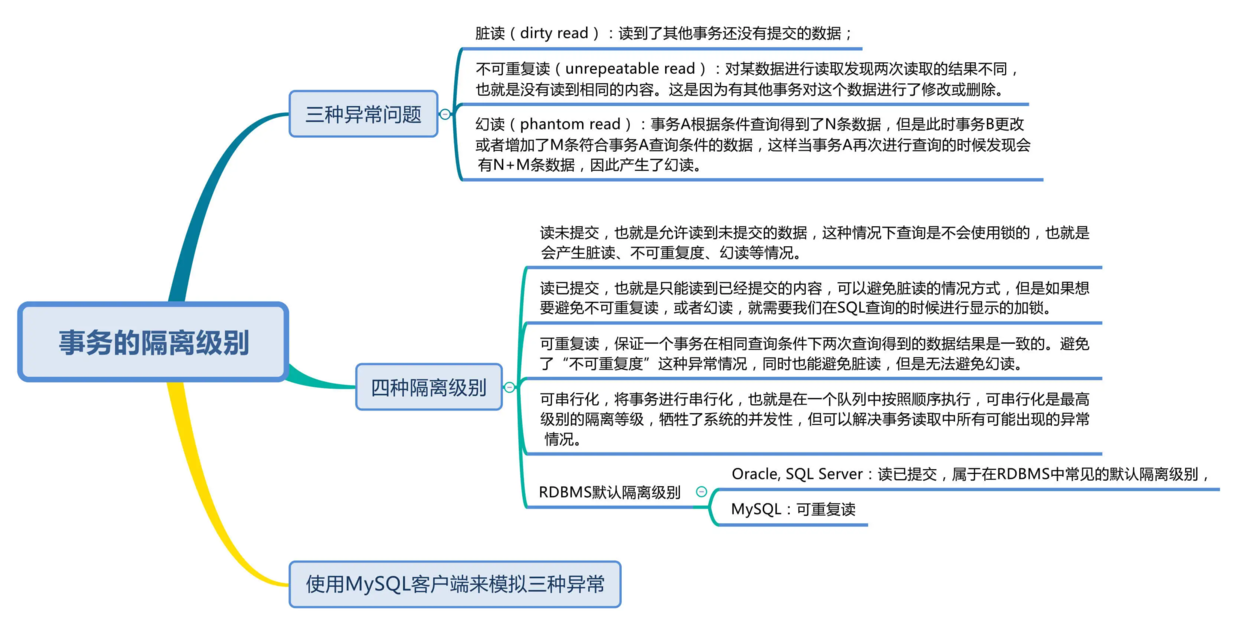 脏读（dirty read）：读到了其他事务还没有提交的数据；
不可重复读（unrepeatable read）：对某数据进行读取发现两次读取的结果不同，
也就是没有读到相同的内容。这是因为有其他事务对这个数据进行了修改或删除。
三种异常问题
幻读（phantom read）：事务A根据条件查询得到了N条数据，但是此时事务B更改
或者增加了M条符合事务A查询条件的数据，这样当事务A再次进行查询的时候发现会
有N+M条数据，因此产生了幻读。
读未提交，也就是允许读到未提交的数据，这种情况下查询是不会使用锁的，也就是
会产生脏读、不可重复度、幻读等情况。
读已提交，也就是只能读到已经提交的内容，可以避免脏读的情况方式，但是如果想
要避免不可重复读，或者幻读，就需要我们在SQL查询的时候进行显示的加锁。
事务的隔离级别
可重复读，保证一个事务在相同查询条件下两次查询得到的数据结果是一致的。避免
了“不可重复度”这种异常情况，同时也能避免脏读，但是无法避免幻读。
四种隔离级别
可串行化，将事务进行串行化，也就是在一个队列中按照顺序执行，可串行化是最高
级别的隔离等级，牺牲了系统的并发性，但可以解决事务读取中所有可能出现的异常
情况。
RDBMS默认隔离级别
Oracle, SQL Server：读已提交，属于在RDBMS中常见的默认隔离级别，
MySQL：可重复读
使用MySQL客户端来模拟三种异常